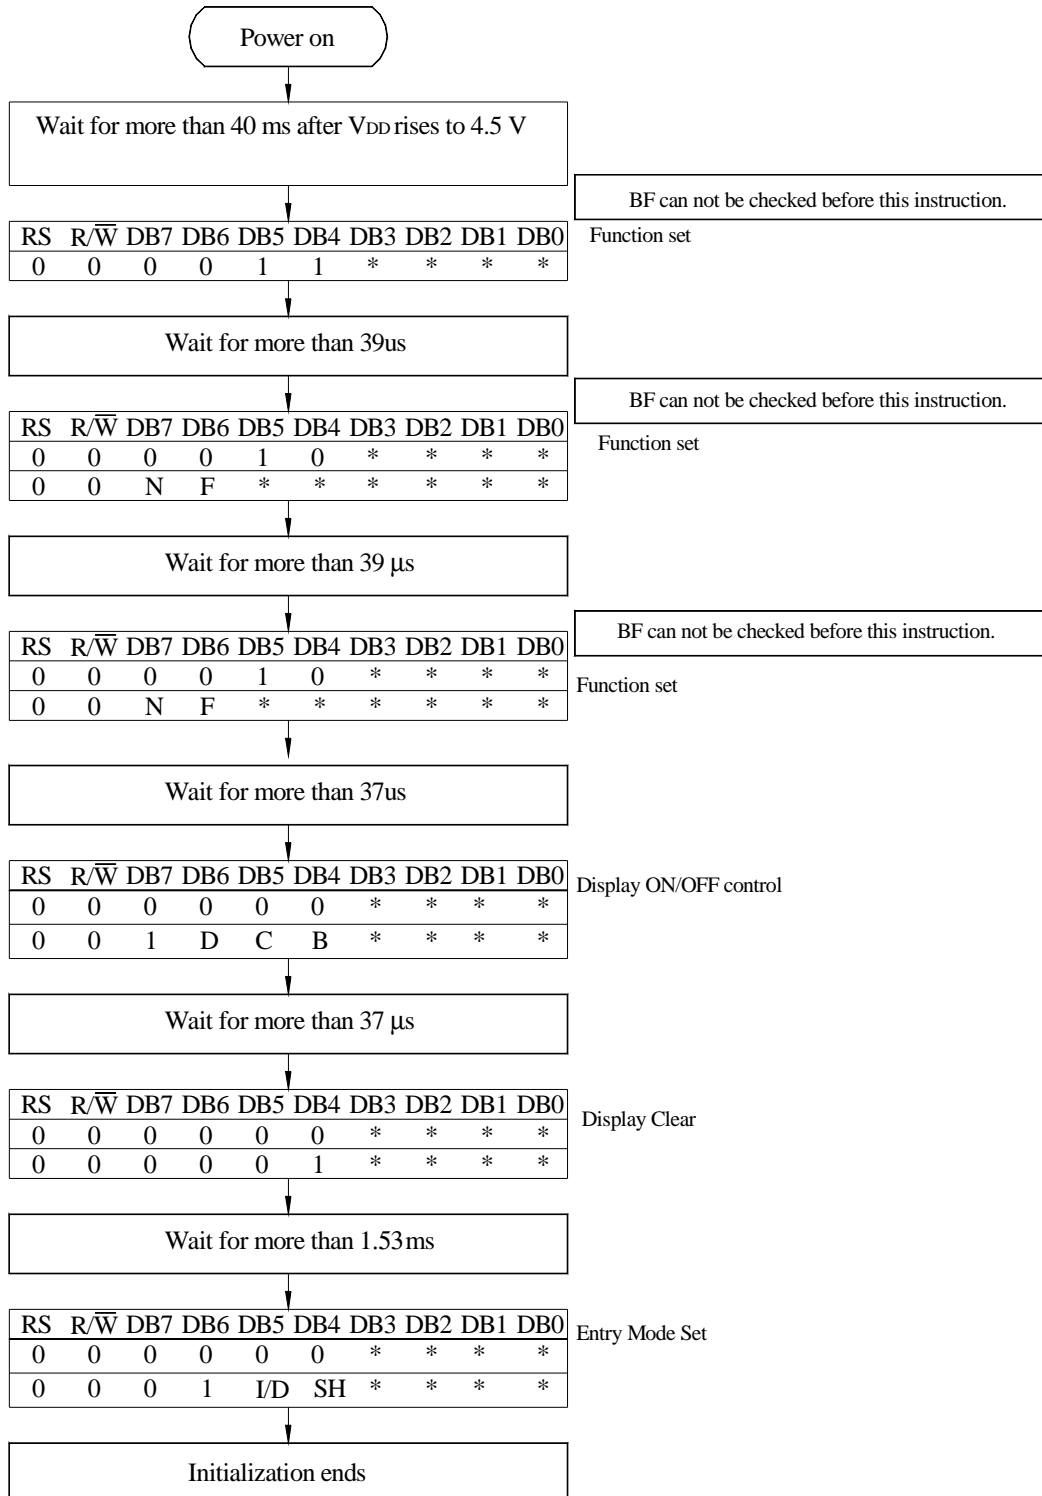 Power on
Wait for more than 40 ms after VDD rises to 4.5 V
BF can not be checked before this instruction.
RS R/W̅ DB7 DB6 DB5 DB4 DB3 DB2 DB1 DB0
Function set
0 0 0 0 1 1 * * * *
Wait for more than 39us
BF can not be checked before this instruction.
RS R/W̅ DB7 DB6 DB5 DB4 DB3 DB2 DB1 DB0
Function set
0 0 0 0 1 0 * * * *
0 0 N F * * * * * *
Wait for more than 39 µs
BF can not be checked before this instruction.
RS R/W̅ DB7 DB6 DB5 DB4 DB3 DB2 DB1 DB0
0 0 0 0 1 0 * * * *
Function set
0 0 N F * * * * * *
Wait for more than 37us
RS R/W̅ DB7 DB6 DB5 DB4 DB3 DB2 DB1 DB0
Display ON/OFF control
0 0 0 0 0 0 * * * *
0 0 1 D C B * * * *
Wait for more than 37 µs
RS R/W̅ DB7 DB6 DB5 DB4 DB3 DB2 DB1 DB0
Display Clear
0 0 0 0 0 0 * * * *
0 0 0 0 0 1 * * * *
Wait for more than 1.53ms
RS R/W̅ DB7 DB6 DB5 DB4 DB3 DB2 DB1 DB0
Entry Mode Set
0 0 0 0 0 0 * * * *
0 0 0 1 I/D SH * * * *
Initialization ends